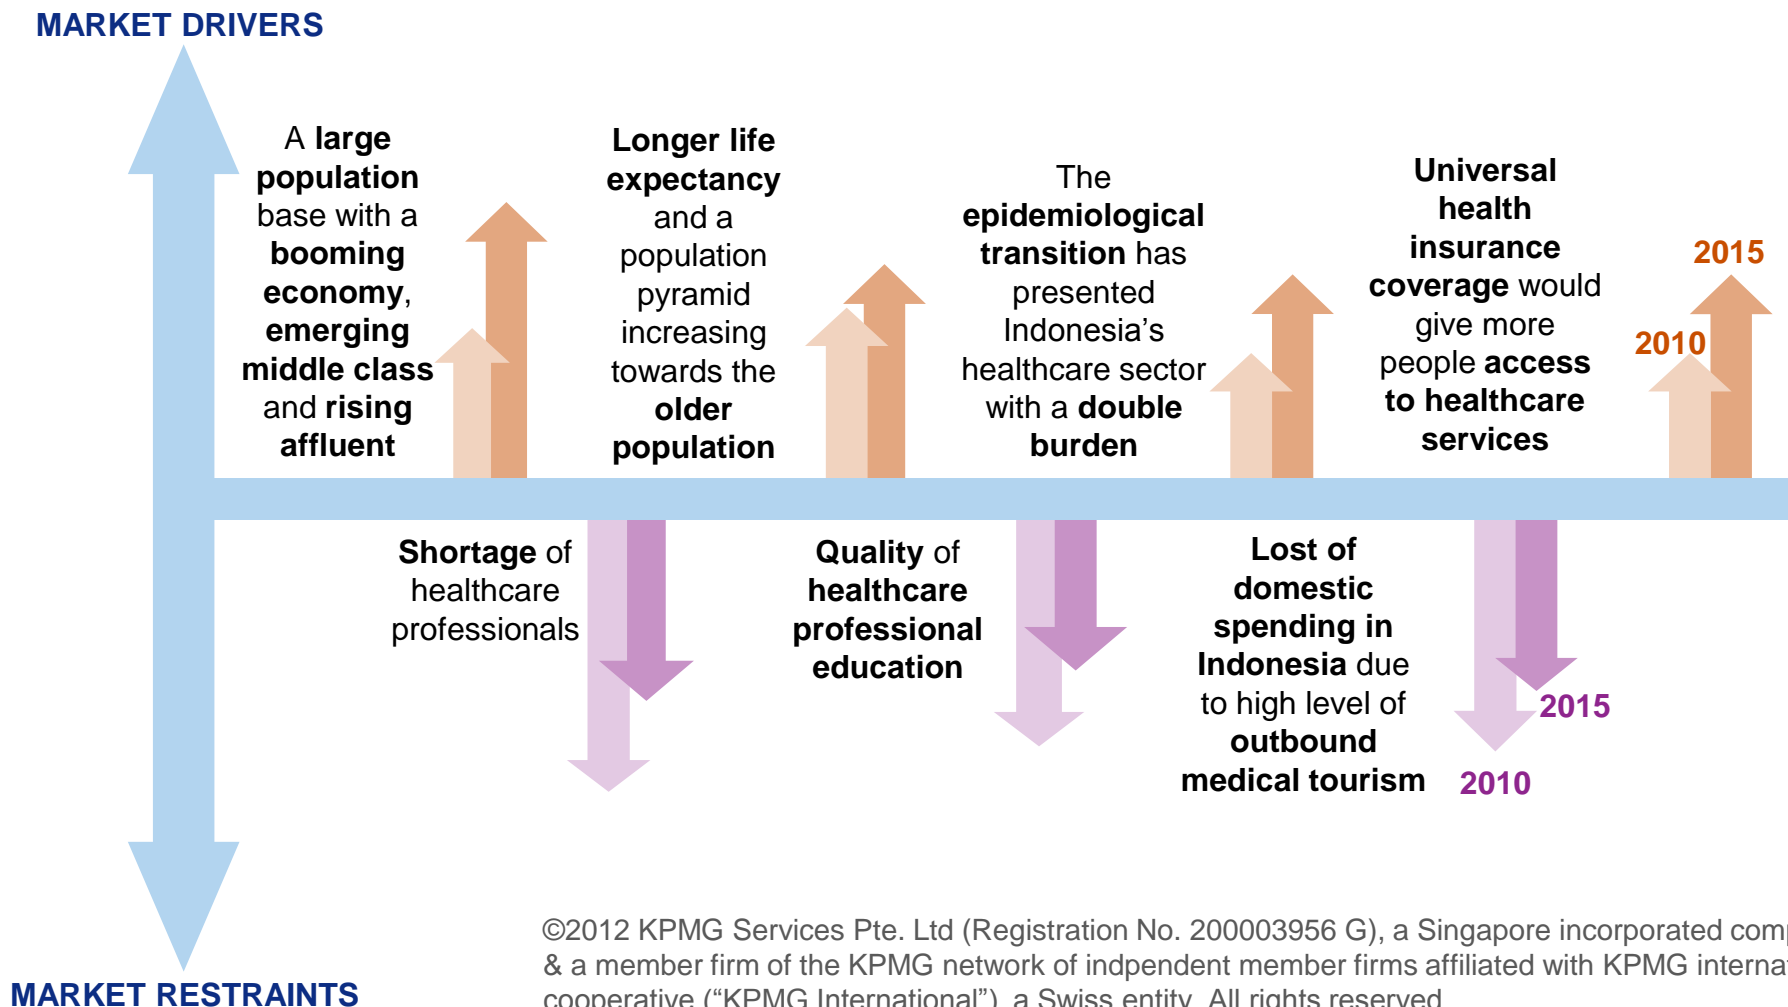 MARKET DRIVERS
A large
population
base with a
booming
economy,
emerging
middle class
and rising
affluent
Longer life
expectancy
and a
population
pyramid
increasing
towards the
older
population
The
epidemiological
transition has
presented
Indonesia's
healthcare sector
with a double
burden
Universal
health
insurance
coverage would
give more
people access
to healthcare
services
2010
2015
Shortage of
healthcare
professionals
Quality of
healthcare
professional
education
Lost of
domestic
spending in
Indonesia due
to high level of
outbound
medical tourism
2015
2010
MARKET RESTRAINTS
©2012 KPMG Services Pte. Ltd (Registration No. 200003956 G), a Singapore incorporated
& a member firm of the KPMG network of indpendent member firms affiliated with KPMG
cooperative ("KPMG International"), a Swiss entity. All rights reserved